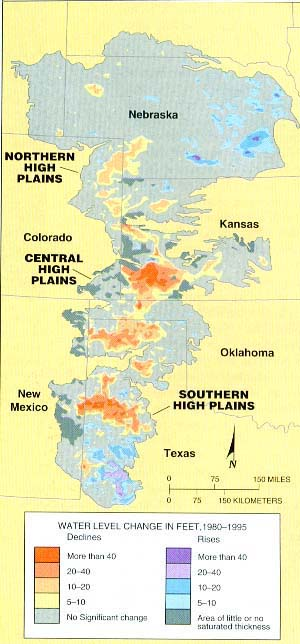 Nebraska
NORTHERN
HIGH
PLAINS
Kansas
Colorado
CENTRAL
HIGH
PLAINS
Oklahoma
New
Mexico
SOUTHERN
HIGH PLAINS
Texas
N
0 75 150 MILES
0 75 150 KILOMETERS
WATER LEVEL CHANGE IN FEET, 1980–1995
Declines Rises
More than 40 More than 40
20–40 20–40
10–20 10–20
5–10 5–10
No Significant change Area of little or no
saturated thickness